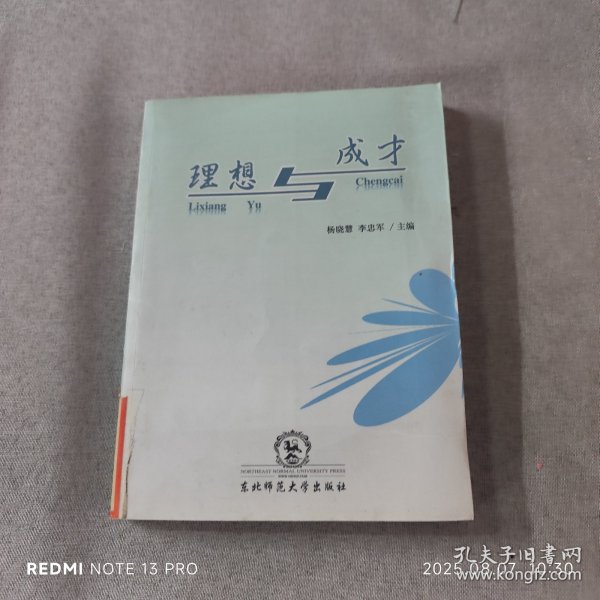 理想与成才
Lixiang Yu Chengcai
杨晓慧 李忠军 / 主编
NORTHEAST NORMAL UNIVERSITY PRESS
东北师范大学出版社
REDMI NOTE 13 PRO
2025.08.07 10:30
孔夫子旧書网
www.kongfz.com